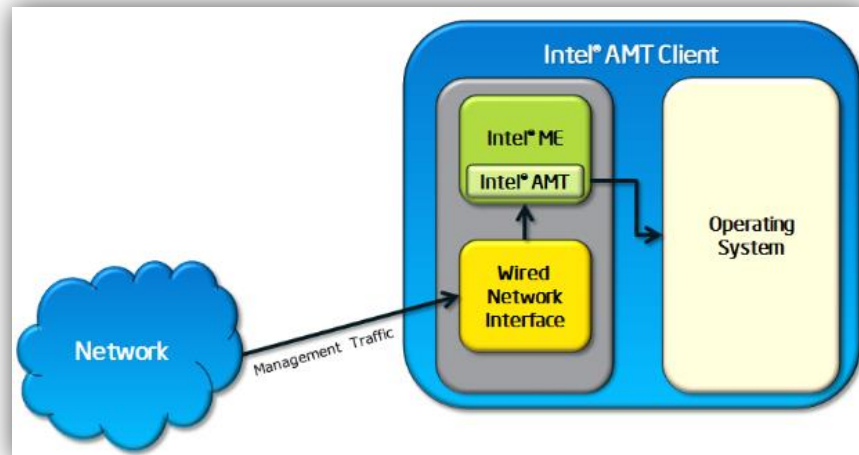 Intel® AMT Client
Intel® ME
Intel® AMT
Operating
System
Wired
Network
Interface
Network
Management Traffic